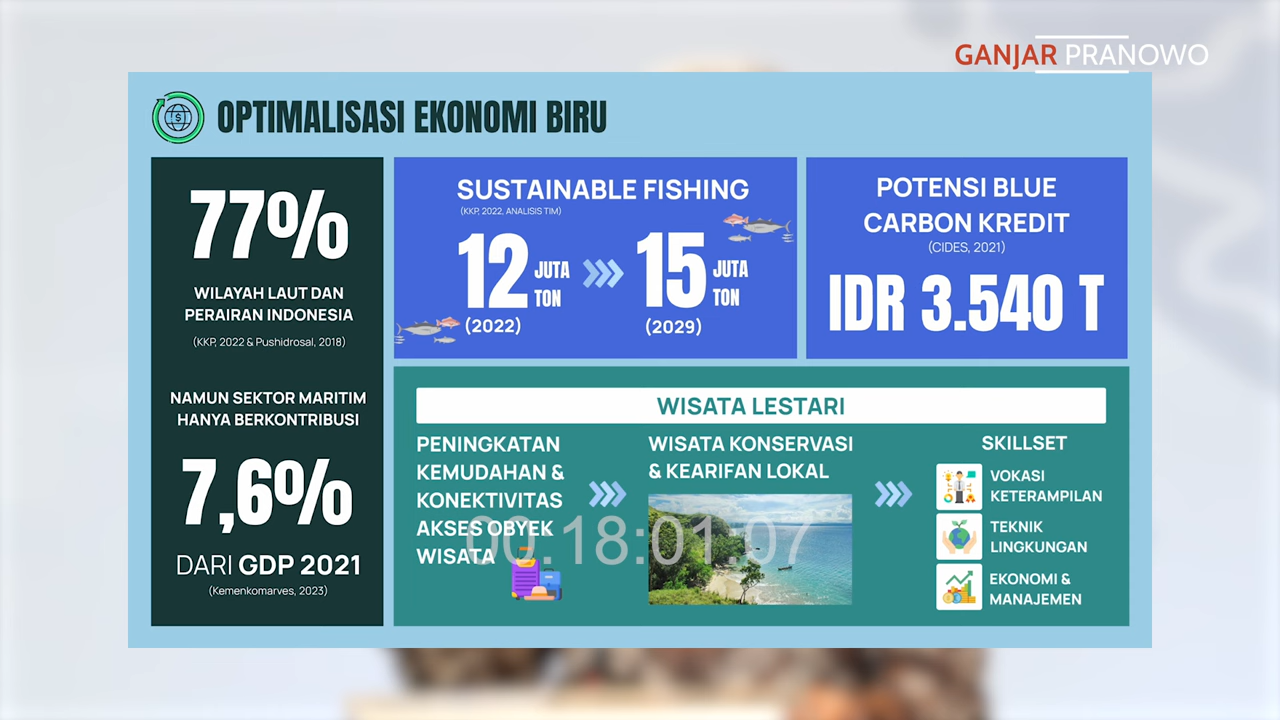 GANJAR PRANOWO
OPTIMALISASI EKONOMI BIRU
77%
WILAYAH LAUT DAN
PERAIRAN INDONESIA
(KKP, 2022 & Pushidrosal, 2018)
NAMUN SEKTOR MARITIM
HANYA BERKONTRIBUSI
7,6%
DARI GDP 2021
(Kemenkomarves, 2023)
SUSTAINABLE FISHING
(KKP, 2022, ANALISIS TIM)
12 JUTA
TON
(2022)
15 JUTA
TON
(2029)
POTENSI BLUE
CARBON KREDIT
(CIDES, 2021)
IDR 3.540 T
WISATA LESTARI
PENINGKATAN
KEMUDAHAN &
KONEKTIVITAS
AKSES OBYEK
WISATA
WISATA KONSERVASI
& KEARIFAN LOKAL
SKILLSET
VOKASI
KETERAMPILAN
TEKNIK
LINGKUNGAN
EKONOMI &
MANAJEMEN
00:18:01:07